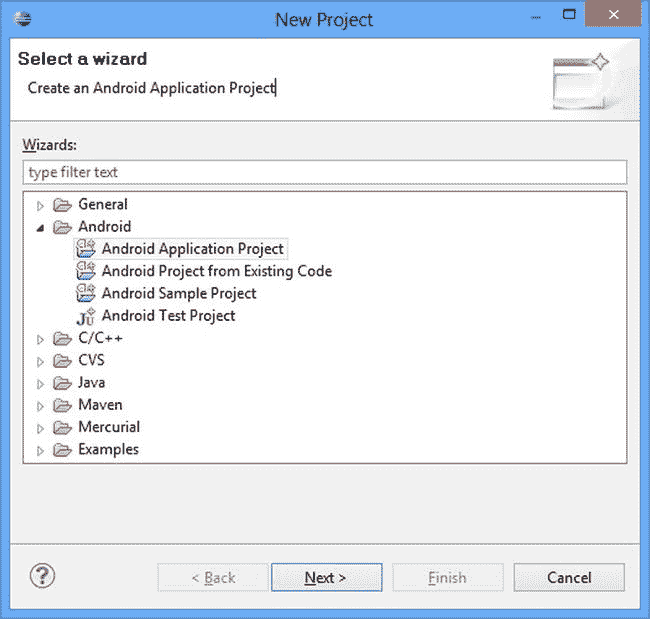 New Project
Select a wizard
Create an Android Application Project
Wizards:
type filter text
General
Android
Android Application Project
Android Project from Existing Code
Android Sample Project
Android Test Project
C/C++
CVS
Java
Maven
Mercurial
Examples
? < Back Next > Finish Cancel